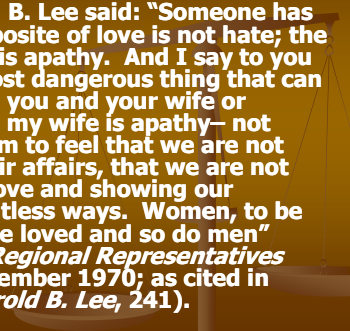 B. Lee said: “Someone has
posite of love is not hate; the
is apathy.  And I say to you
ost dangerous thing that can
you and your wife or
my wife is apathy– not
m to feel that we are not
ir affairs, that we are not
ove and showing our
tless ways.  Women, to be
e loved and so do men”
Regional Representatives
ember 1970; as cited in
rold B. Lee, 241).